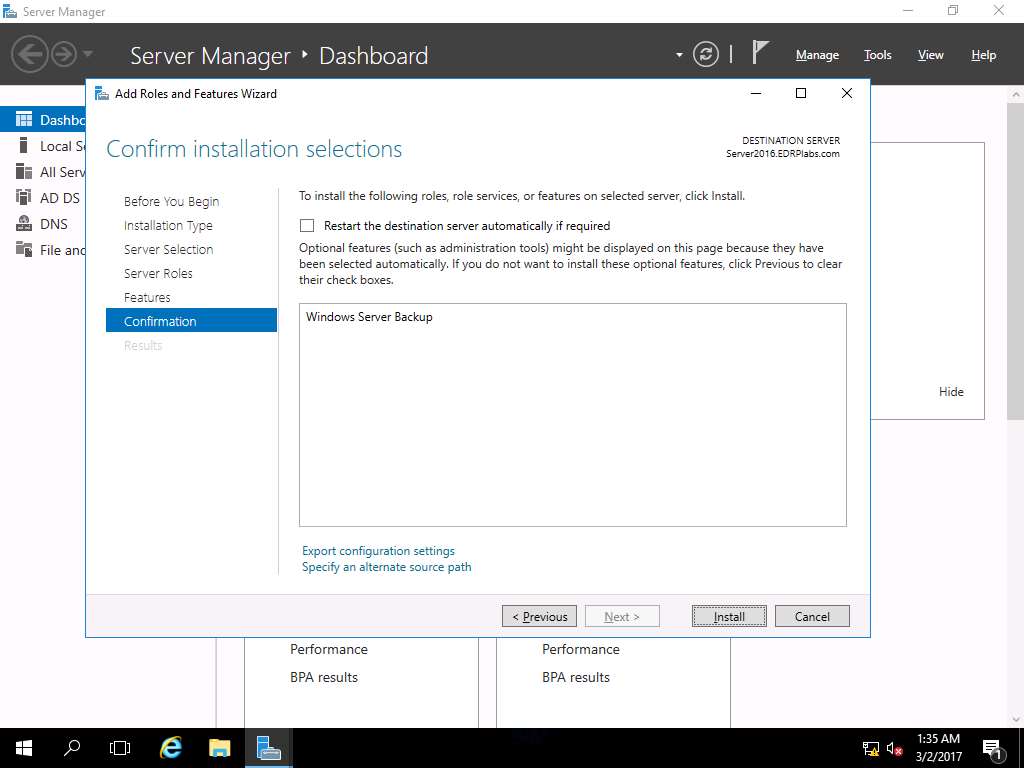 Server Manager
Server Manager ‣ Dashboard
Manage
Tools
View
Help
Add Roles and Features Wizard
Dashbo
Local Se
All Serv
AD DS
DNS
File and
Confirm installation selections
DESTINATION SERVER
Server2016.EDRPlabs.com
Before You Begin
Installation Type
Server Selection
Server Roles
Features
Confirmation
Results
To install the following roles, role services, or features on selected server, click Install.
Restart the destination server automatically if required
Optional features (such as administration tools) might be displayed on this page because they have
been selected automatically. If you do not want to install these optional features, click Previous to clear
their check boxes.
Windows Server Backup
Export configuration settings
Specify an alternate source path
Hide
< Previous
Next >
Install
Cancel
Performance
BPA results
Performance
BPA results
1:35 AM
3/2/2017
1